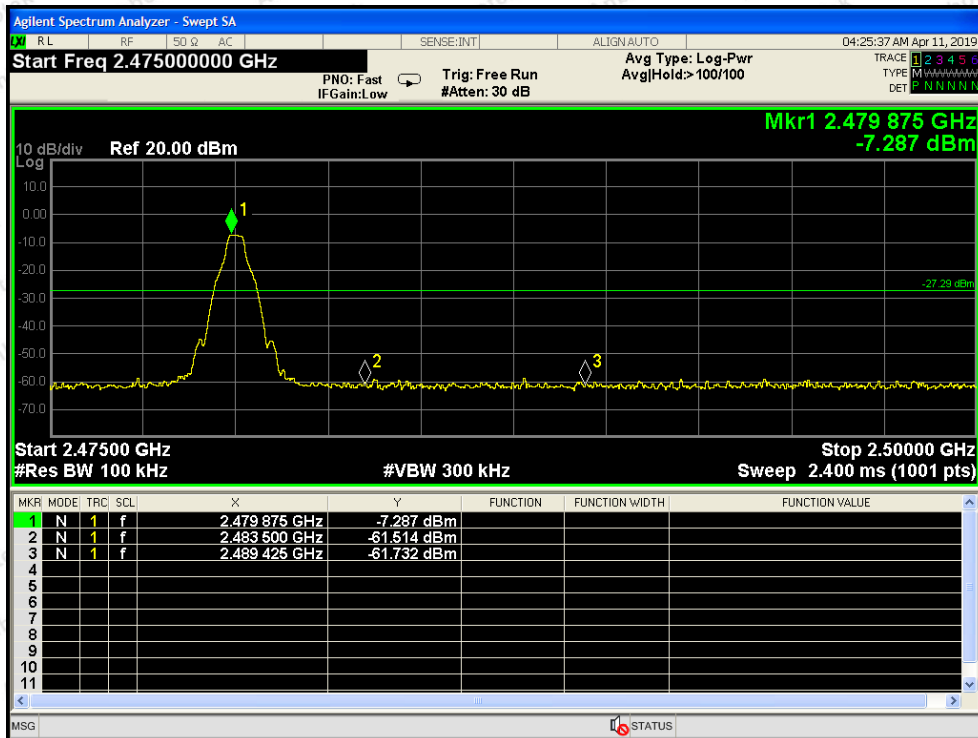 Agilent Spectrum Analyzer - Swept SA
LXI RL RF 50 Ω AC SENSE:INT ALIGNAUTO 04:25:37 AM Apr 11, 2019
Start Freq 2.475000000 GHz
PNO: Fast
IFGain:Low
Trig: Free Run
#Atten: 30 dB
Avg Type: Log-Pwr
Avg|Hold:>100/100
TRACE 1 2 3 4 5 6
TYPE M
DET P N N N N N
Mkr1 2.479 875 GHz
-7.287 dBm
10 dB/div Ref 20.00 dBm
Log
10.0
0.00
-10.0
-20.0
-30.0
-40.0
-50.0
-60.0
-70.0
1
2
3
-27.29 dBm
Start 2.47500 GHz Stop 2.50000 GHz
#Res BW 100 kHz #VBW 300 kHz Sweep 2.400 ms (1001 pts)
MKR MODE TRC SCL X Y FUNCTION FUNCTION WIDTH FUNCTION VALUE
1 N 1 f 2.479 875 GHz -7.287 dBm
2 N 1 f 2.483 500 GHz -61.514 dBm
3 N 1 f 2.489 425 GHz -61.732 dBm
4
5
6
7
8
9
10
11
MSG STATUS